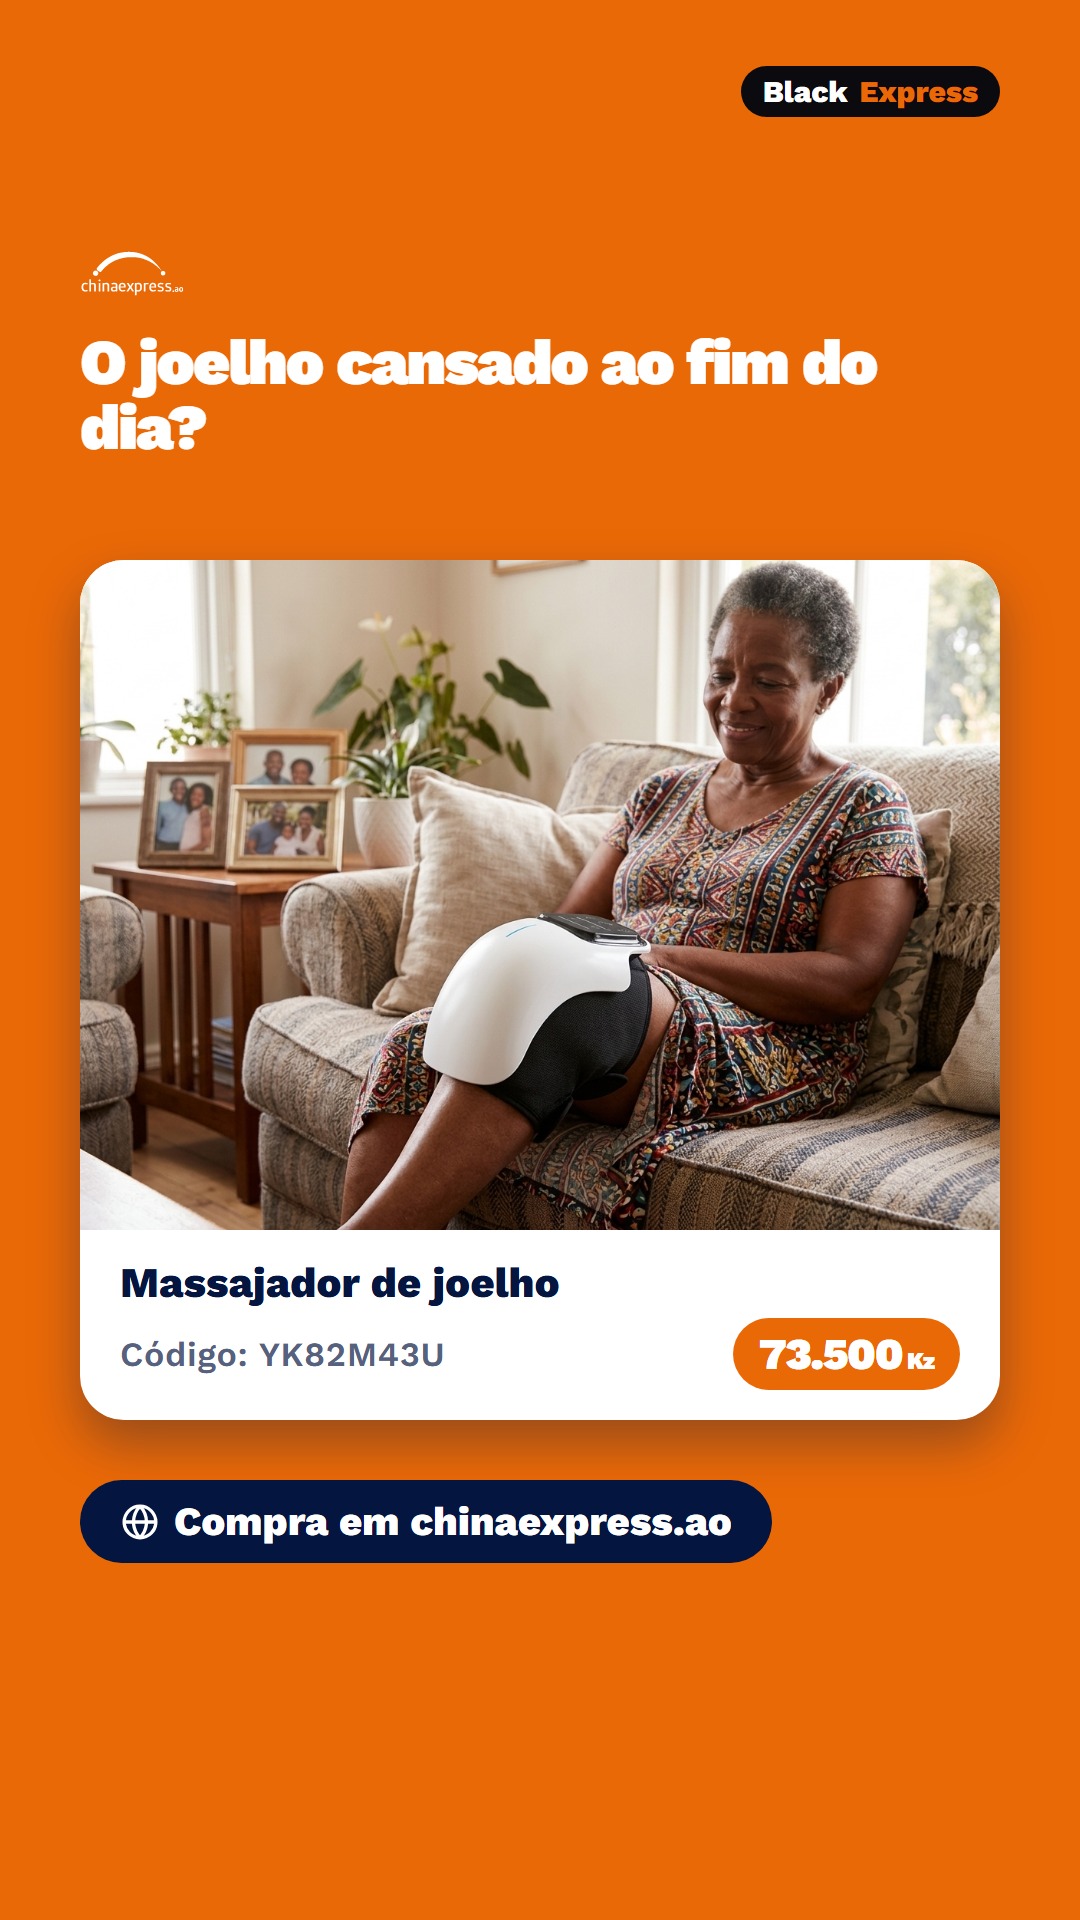 Black Express
chinaexpress.ao
O joelho cansado ao fim do
dia?
Massajador de joelho
Código: YK82M43U
73.500 Kz
Compra em chinaexpress.ao